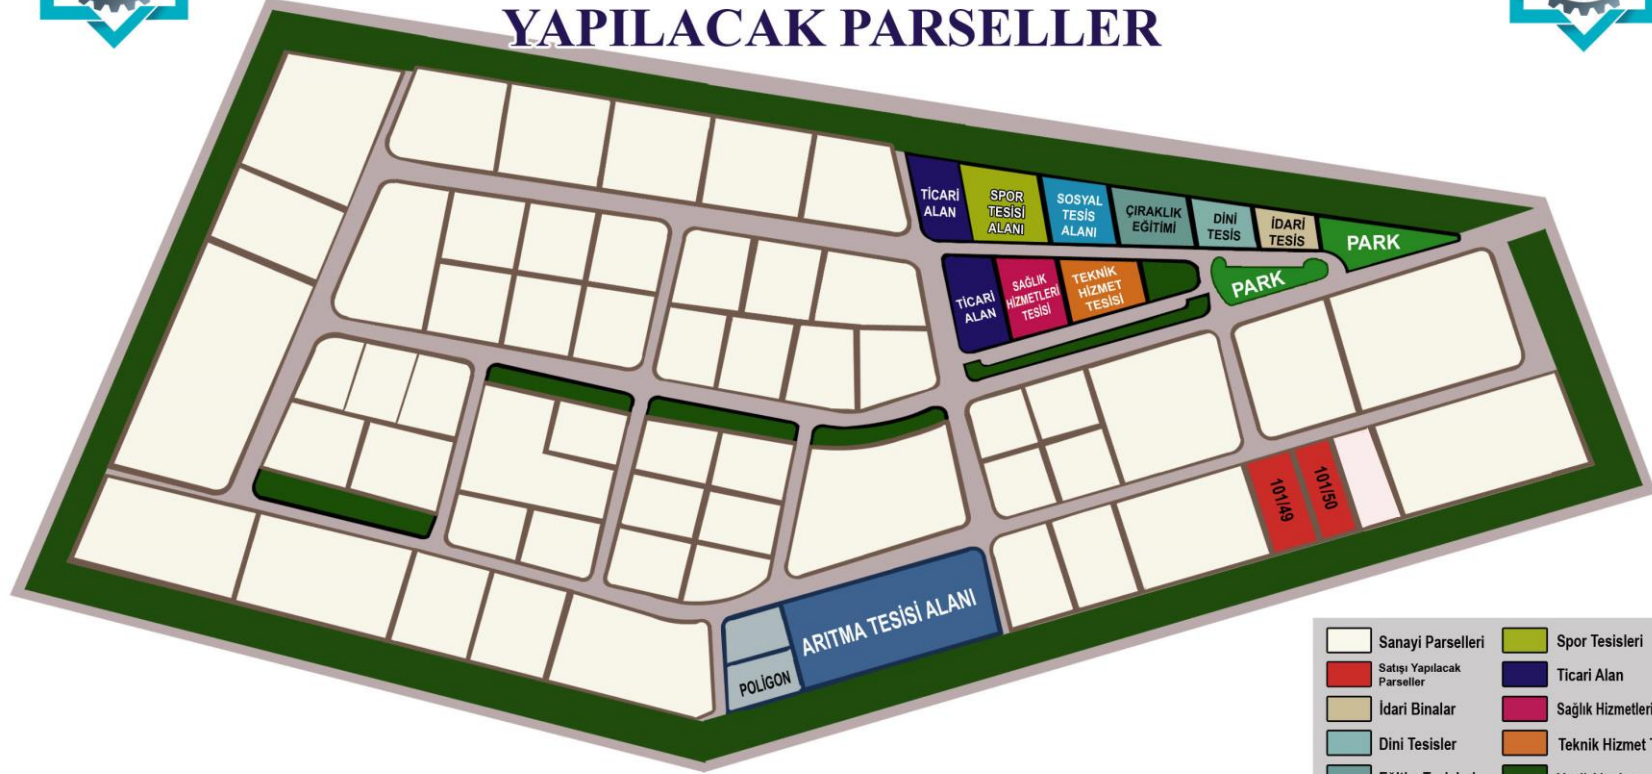 YAPILACAK PARSELLER
TİCARİ
ALAN
SPOR
TESİSİ
ALANI
SOSYAL
TESİS
ALANI
ÇIRAKLIK
EĞİTİMİ
DİNİ
TESİS
İDARİ
TESİS
PARK
TİCARİ
ALAN
SAĞLIK
HİZMETLERİ
TESİSİ
TEKNİK
HİZMET
TESİSİ
PARK
101/49
101/50
ARITMA TESİSİ ALANI
POLİGON
Sanayi Parselleri
Satışı Yapılacak
Parseller
İdari Binalar
Dini Tesisler
Spor Tesisleri
Ticari Alan
Sağlık Hizmetleri
Teknik Hizmet